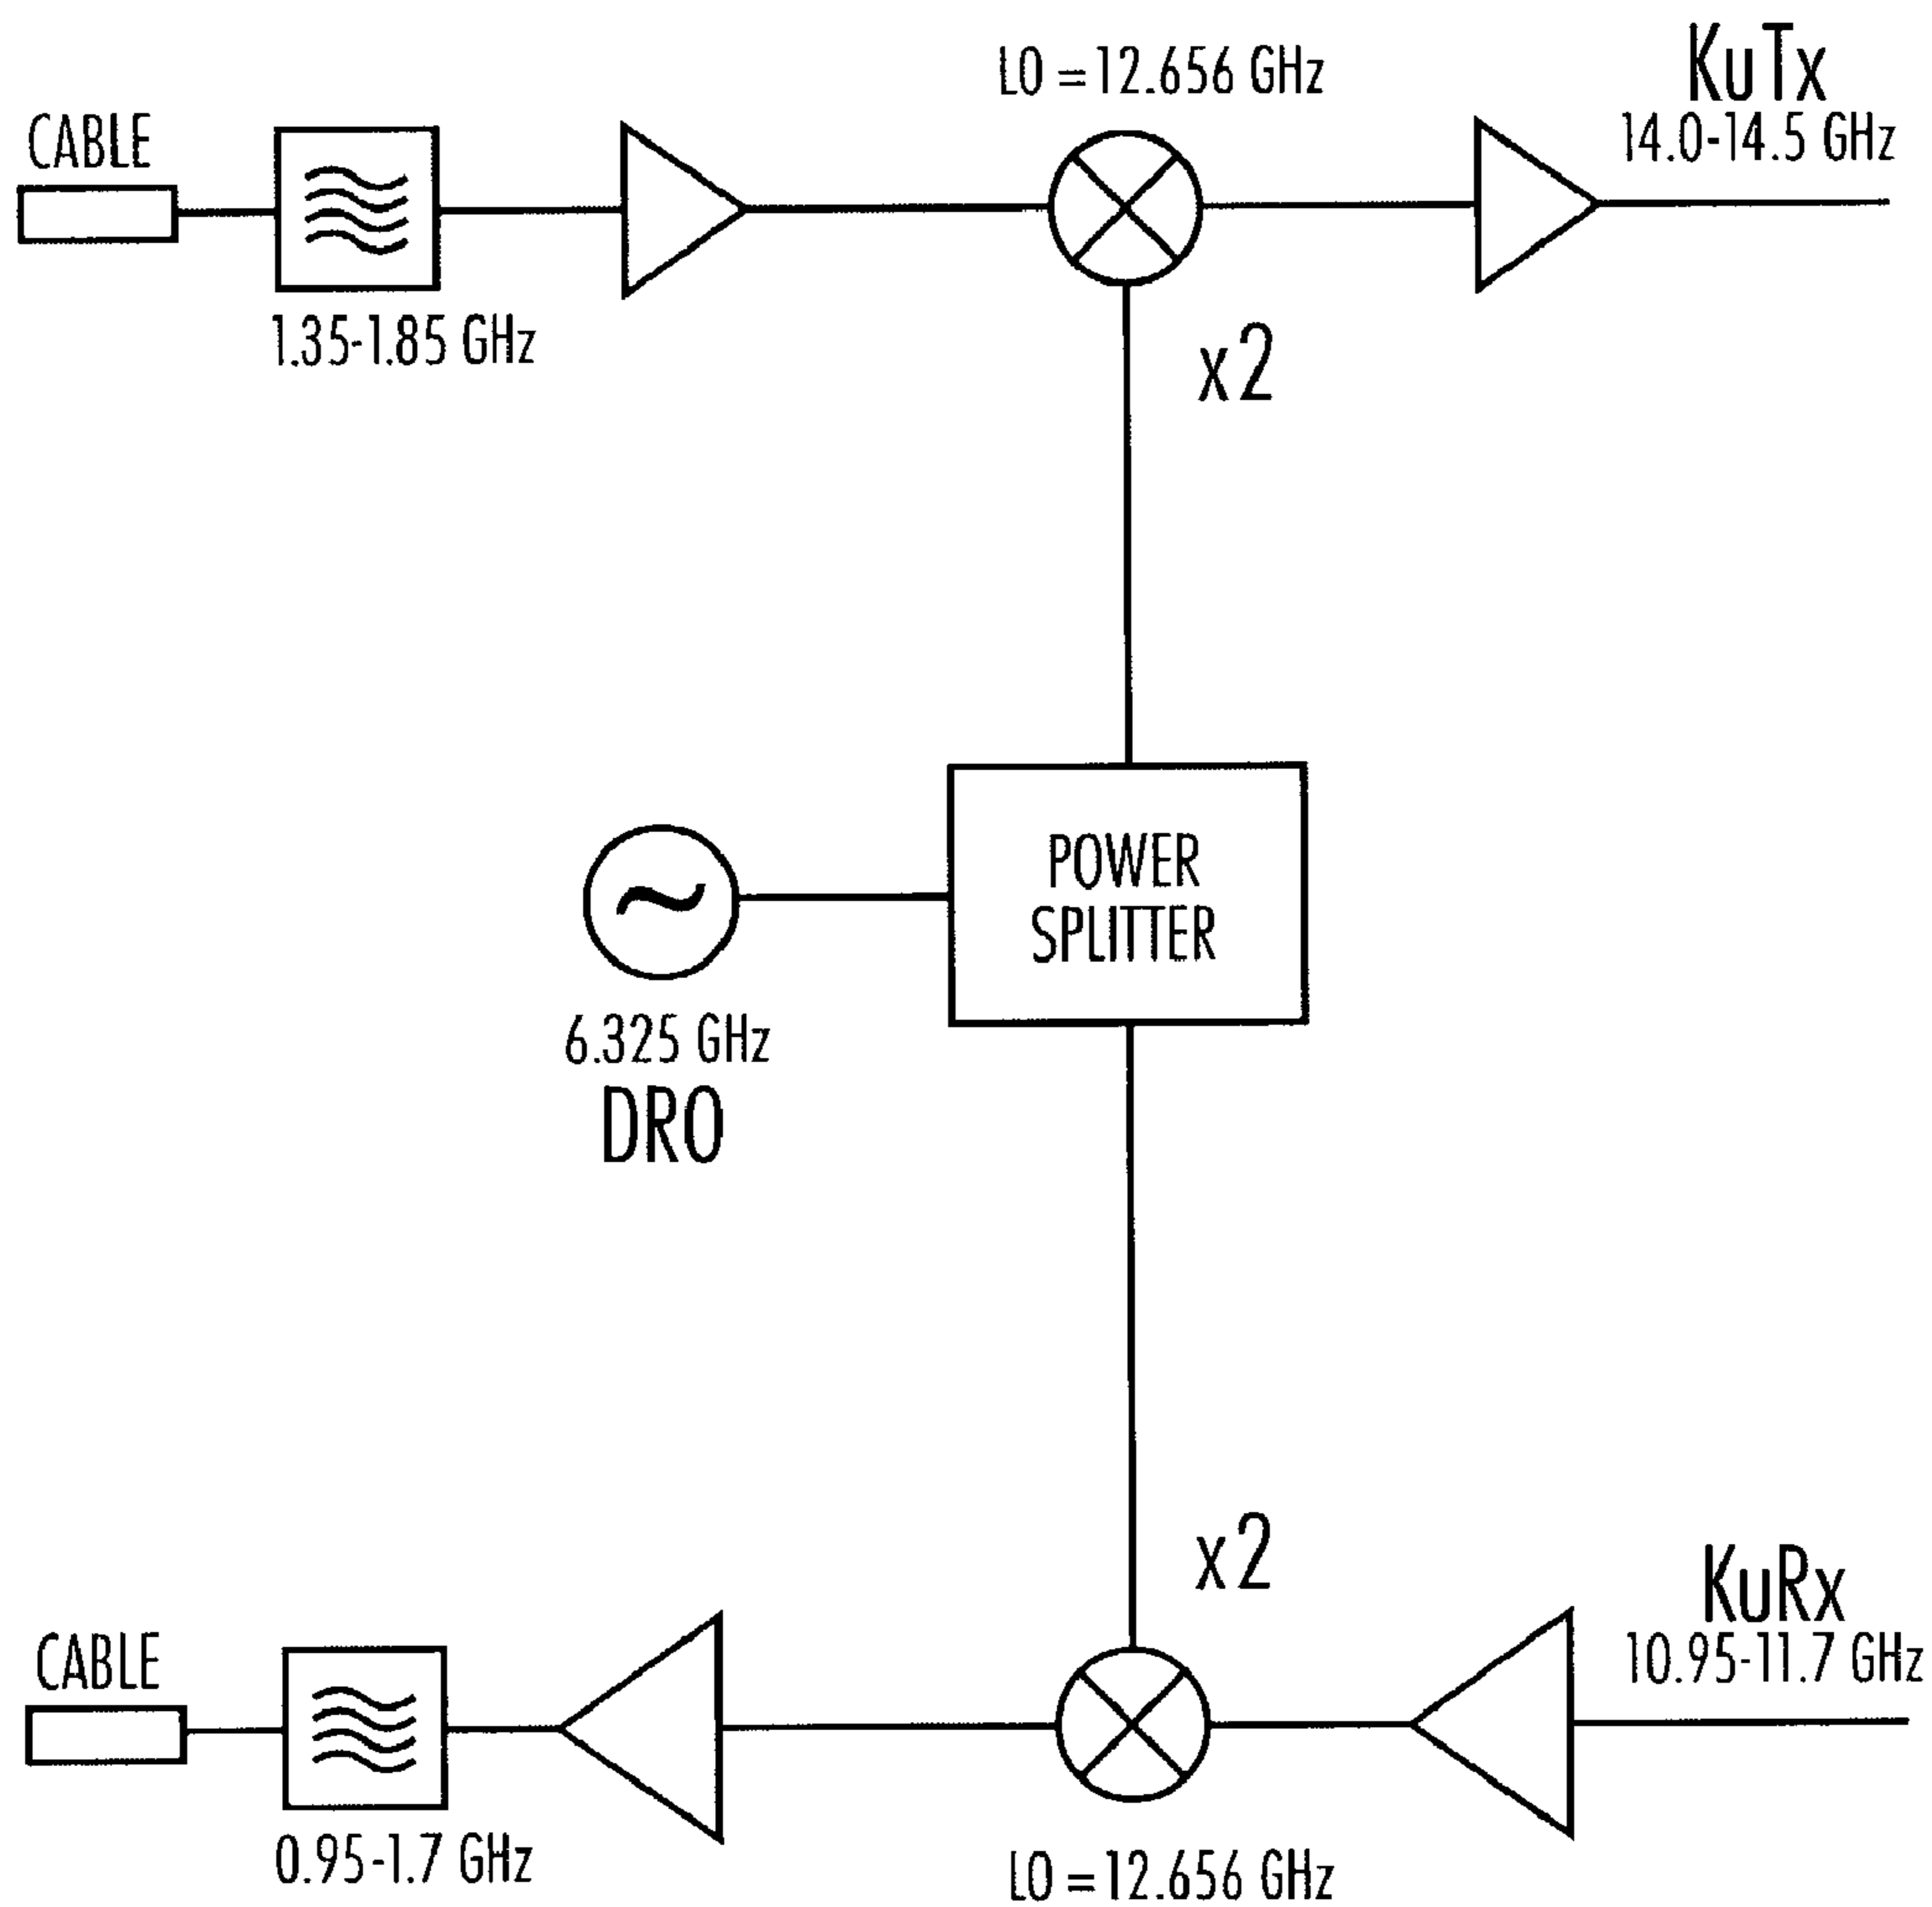 LO = 12.656 GHz
KuTx
14.0-14.5 GHz
CABLE
1.35-1.85 GHz
x2
POWER
SPLITTER
~
6.325 GHz
DRO
x2
KuRx
10.95-11.7 GHz
CABLE
0.95-1.7 GHz
LO = 12.656 GHz